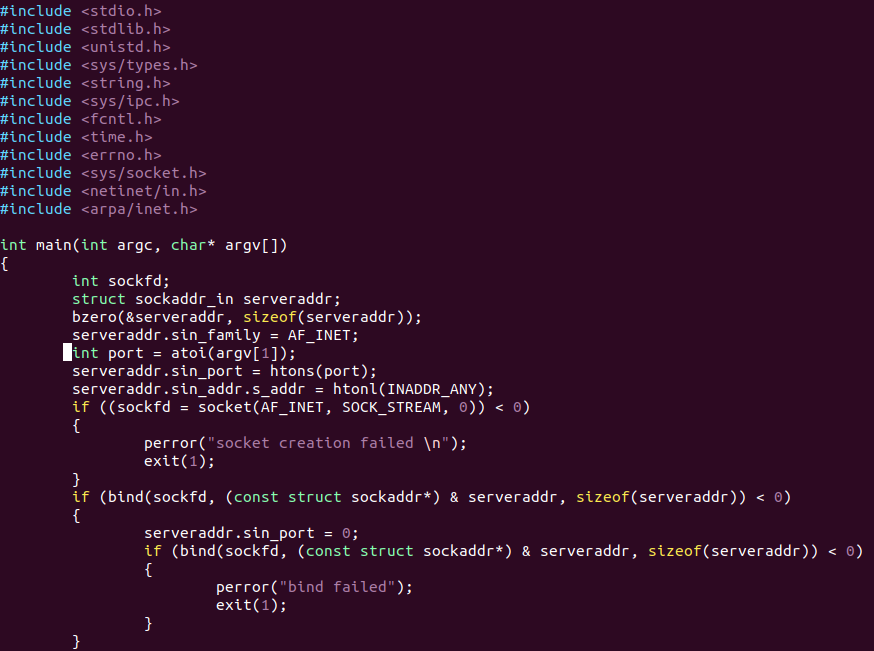 #include <stdio.h>
#include <stdlib.h>
#include <unistd.h>
#include <sys/types.h>
#include <string.h>
#include <sys/ipc.h>
#include <fcntl.h>
#include <time.h>
#include <errno.h>
#include <sys/socket.h>
#include <netinet/in.h>
#include <arpa/inet.h>

int main(int argc, char* argv[])
{
        int sockfd;
        struct sockaddr_in serveraddr;
        bzero(&serveraddr, sizeof(serveraddr));
        serveraddr.sin_family = AF_INET;
        int port = atoi(argv[1]);
        serveraddr.sin_port = htons(port);
        serveraddr.sin_addr.s_addr = htonl(INADDR_ANY);
        if ((sockfd = socket(AF_INET, SOCK_STREAM, 0)) < 0)
        {
                perror("socket creation failed \n");
                exit(1);
        }
        if (bind(sockfd, (const struct sockaddr*) & serveraddr, sizeof(serveraddr)) < 0)
        {
                serveraddr.sin_port = 0;
                if (bind(sockfd, (const struct sockaddr*) & serveraddr, sizeof(serveraddr)) < 0)
                {
                        perror("bind failed");
                        exit(1);
                }
        }